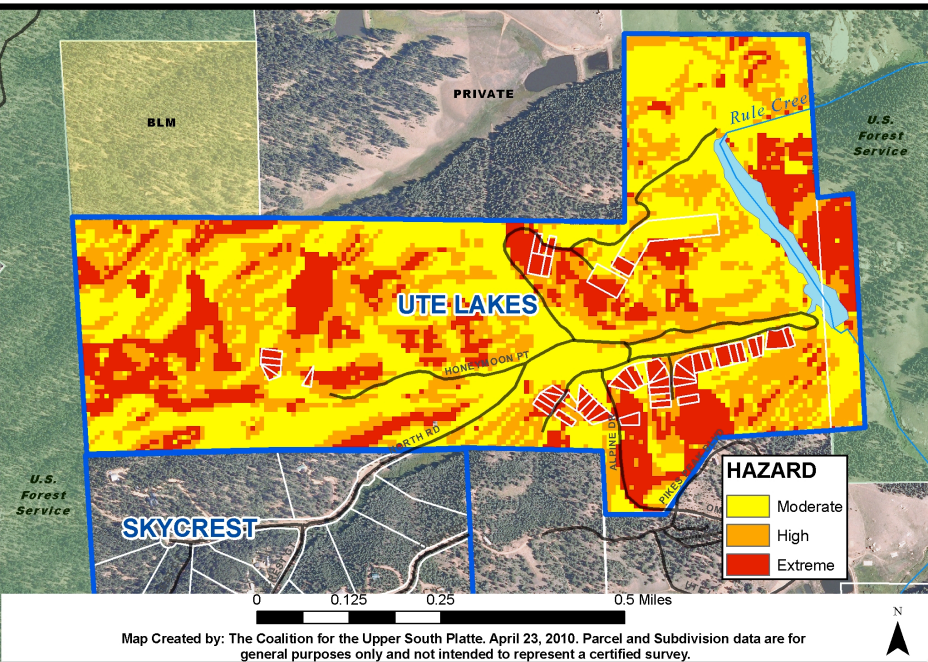 PRIVATE
BLM
Rule Cree
U.S.
Forest
Service
UTE LAKES
HONEYMOON PT
NORTH RD
ALPINE DR
U.S.
Forest
Service
SKYCREST
HAZARD
Moderate
High
Extreme
0 0.125 0.25 0.5 Miles
N
Map Created by: The Coalition for the Upper South Platte. April 23, 2010. Parcel and Subdivision data are for
general purposes only and not intended to represent a certified survey.